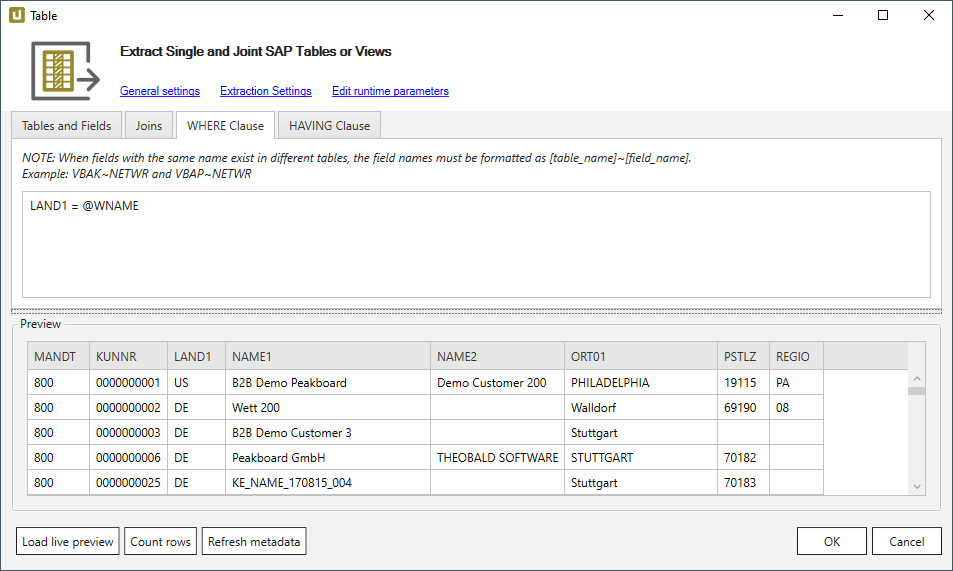 U Table
Extract Single and Joint SAP Tables or Views
General settings Extraction Settings Edit runtime parameters
Tables and Fields Joins WHERE Clause HAVING Clause
NOTE: When fields with the same name exist in different tables, the field names must be formatted as [table_name]~[field_name].
Example: VBAK~NETWR and VBAP~NETWR
LAND1 = @WNAME
Preview
MANDT KUNNR LAND1 NAME1 NAME2 ORT01 PSTLZ REGIO
800 0000000001 US B2B Demo Peakboard Demo Customer 200 PHILADELPHIA 19115 PA
800 0000000002 DE Wett 200 Walldorf 69190 08
800 0000000003 DE B2B Demo Customer 3 Stuttgart
800 0000000006 DE Peakboard GmbH THEOBALD SOFTWARE STUTTGART 70182
800 0000000025 DE KE_NAME_170815_004 Stuttgart 70183
Load live preview Count rows Refresh metadata OK Cancel